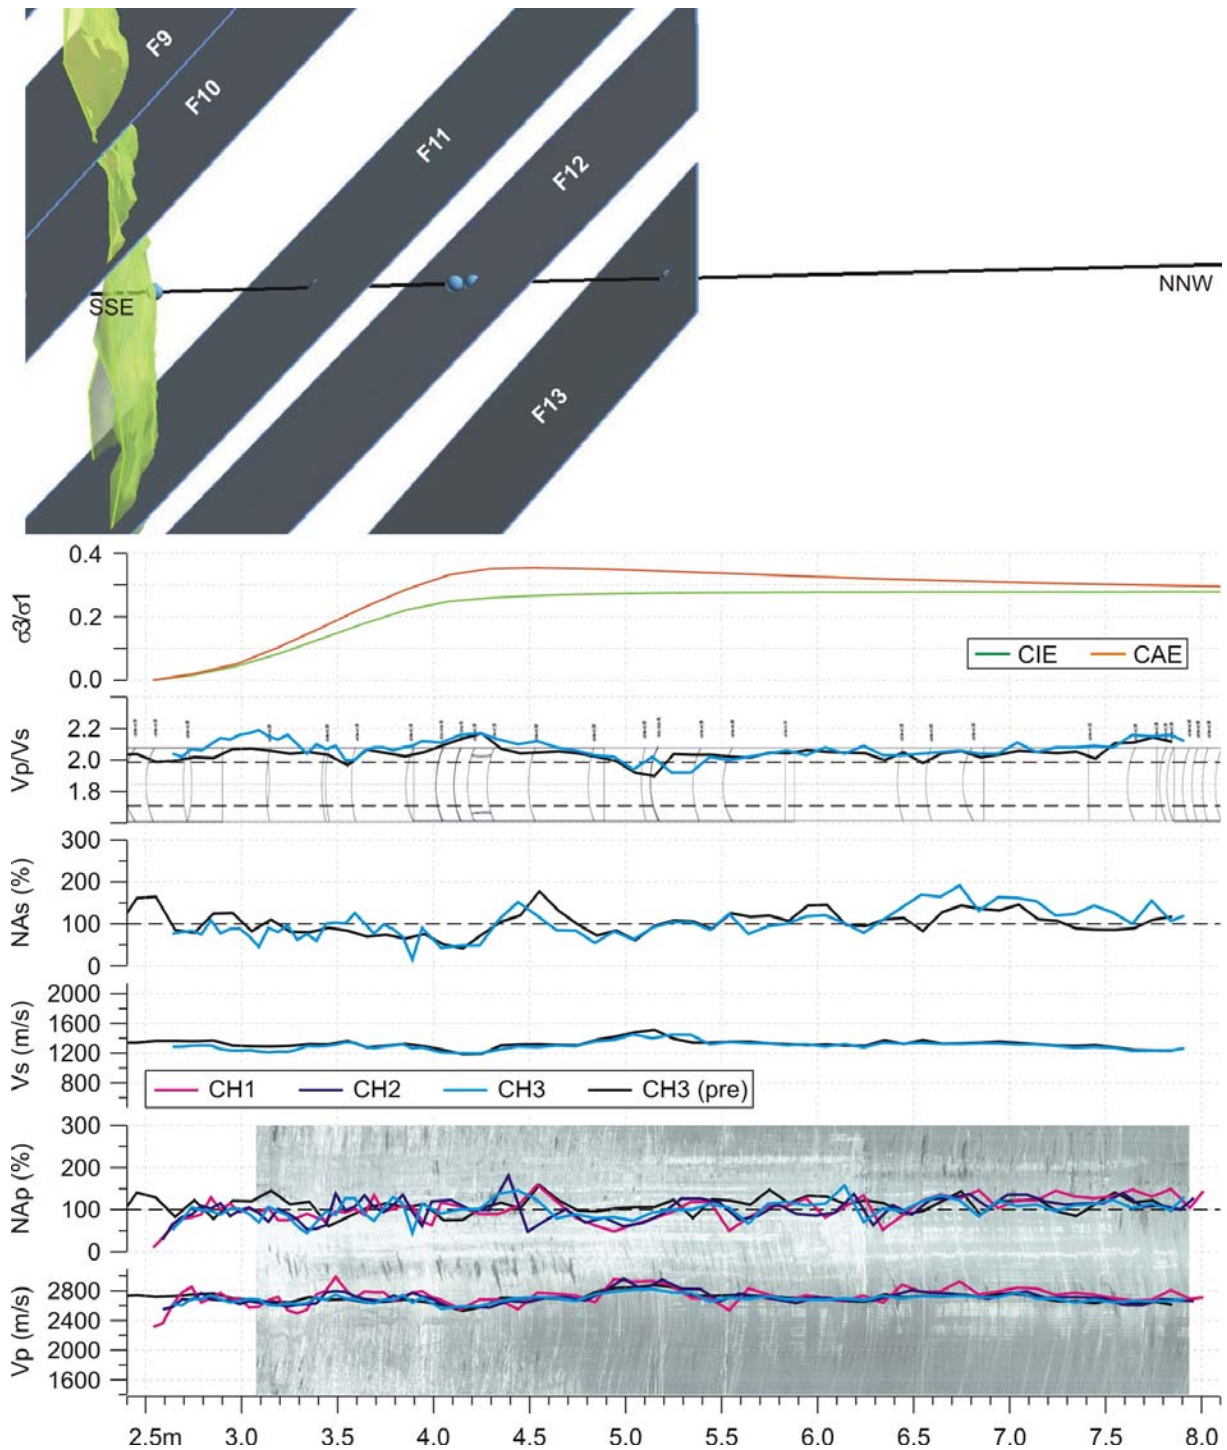 F9
F10
F11
F12
F13
SSE
NNW
σ3/σ1
0.4
0.2
0.0
CIE
CAE
Vp/Vs
2.2
2.0
1.8
NAs (%)
300
200
100
0
Vs (m/s)
2000
1600
1200
800
CH1
CH2
CH3
CH3 (pre)
NAp (%)
300
200
100
0
Vp (m/s)
2800
2400
2000
1600
2.5m 3.0 3.5 4.0 4.5 5.0 5.5 6.0 6.5 7.0 7.5 8.0